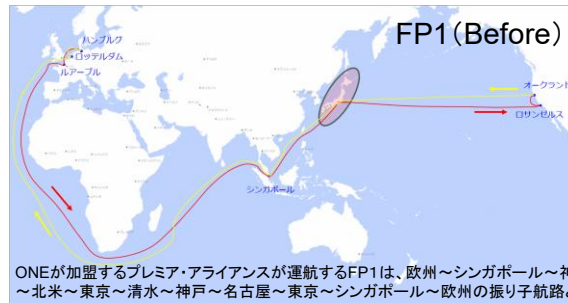 FP1(Before)
ハンブルク
ロッテルダム
ルアーブル
オークランド
ロサンゼルス
シンガポール
ONEが加盟するプレミア・アライアンスが運航するFP1は、欧州～シンガポール～神
～北米～東京～清水～神戸～名古屋～東京～シンガポール～欧州の振り子航路